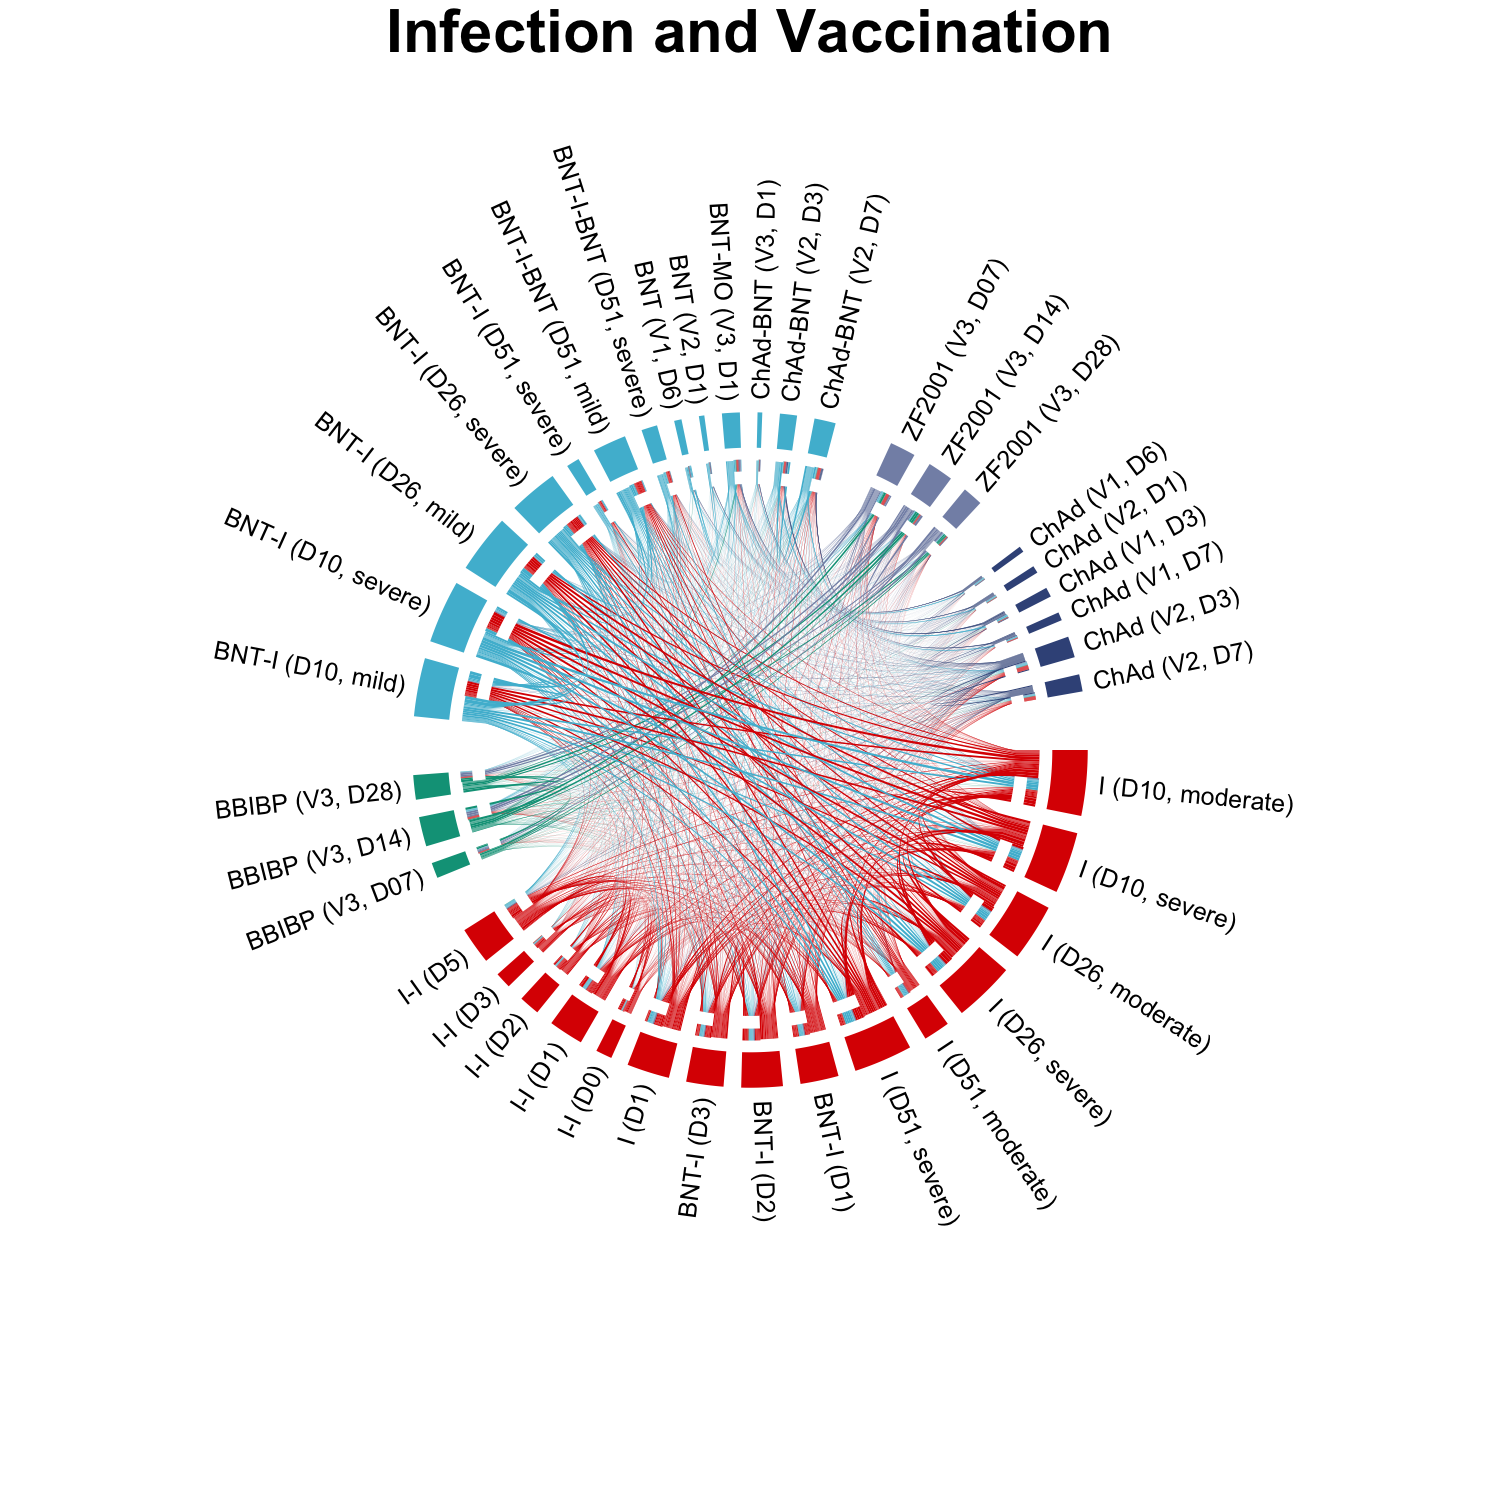 Infection and Vaccination
BNT-I (D10, mild)
BNT-I (D10, severe)
BNT-I (D26, mild)
BNT-I (D26, severe)
BNT-I (D51, severe)
BNT-I-BNT (D51, mild)
BNT-I-BNT (D51, severe)
BNT (V1, D6)
BNT (V2, D1)
BNT-MO (V3, D1)
ChAd-BNT (V3, D1)
ChAd-BNT (V2, D3)
ChAd-BNT (V2, D7)
ZF2001 (V3, D07)
ZF2001 (V3, D14)
ZF2001 (V3, D28)
ChAd (V1, D6)
ChAd (V2, D1)
ChAd (V1, D3)
ChAd (V1, D7)
ChAd (V2, D3)
ChAd (V2, D7)
I (D10, moderate)
I (D10, severe)
I (D26, moderate)
I (D26, severe)
I (D51, moderate)
I (D51, severe)
BNT-I (D1)
BNT-I (D2)
BNT-I (D3)
I (D1)
I-I (D0)
I-I (D1)
I-I (D2)
I-I (D3)
I-I (D5)
BBIBP (V3, D07)
BBIBP (V3, D14)
BBIBP (V3, D28)